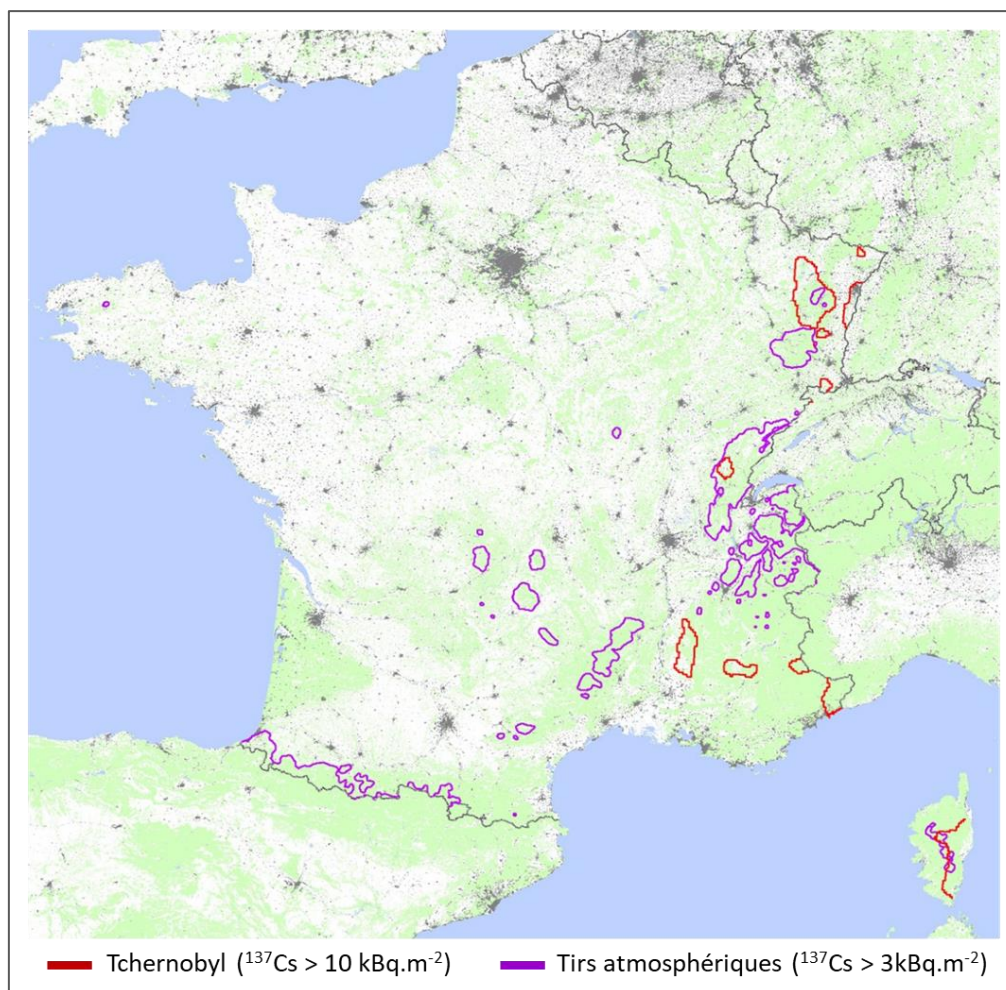 Tchernobyl (¹³⁷Cs > 10 kBq.m⁻²) Tirs atmosphériques (¹³⁷Cs > 3kBq.m⁻²)